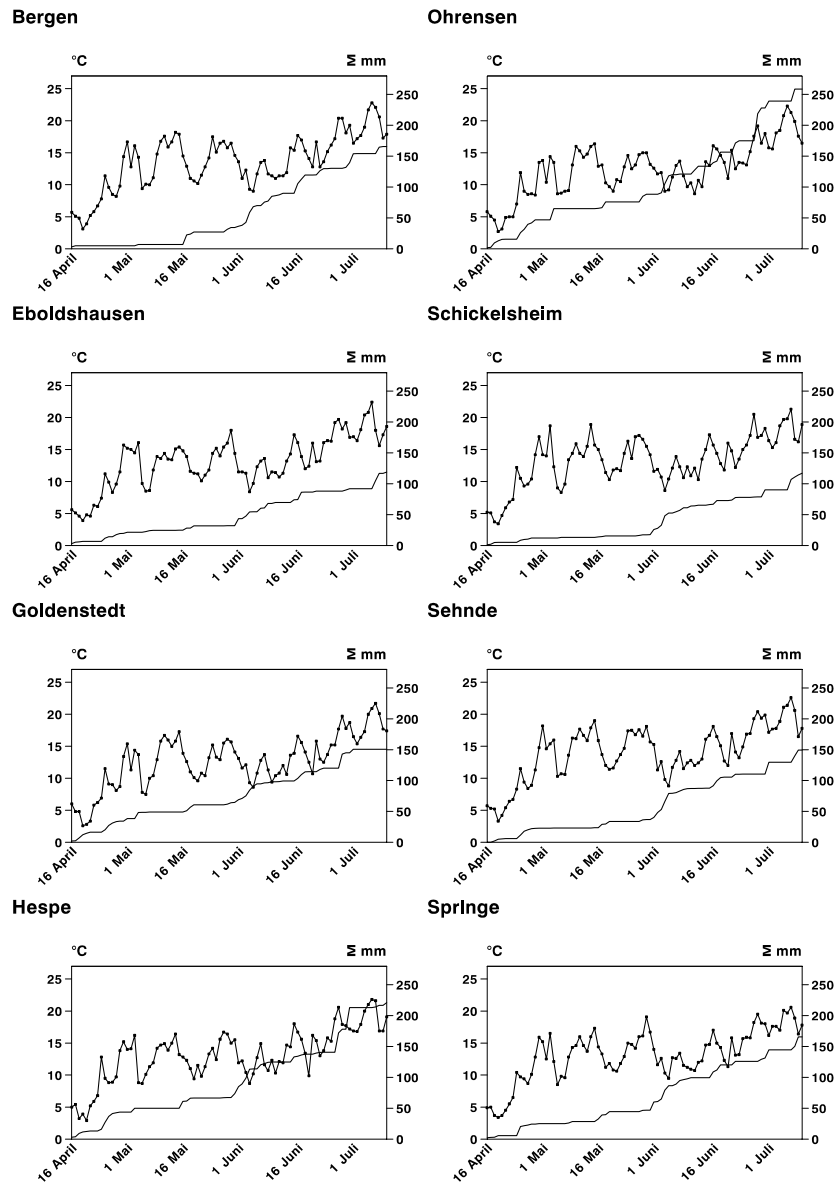 Bergen Ohrensen
°C Σ mm °C Σ mm
25 250 25 250
20 200 20 200
15 150 15 150
10 100 10 100
5 50 5 50
0 0 0 0
16 April 1 Mai 16 Mai 1 Juni 16 Juni 1 Juli 16 April 1 Mai 16 Mai 1 Juni 16 Juni 1 Juli
Eboldshausen Schickelsheim
°C Σ mm °C Σ mm
25 250 25 250
20 200 20 200
15 150 15 150
10 100 10 100
5 50 5 50
0 0 0 0
16 April 1 Mai 16 Mai 1 Juni 16 Juni 1 Juli 16 April 1 Mai 16 Mai 1 Juni 16 Juni 1 Juli
Goldenstedt Sehnde
°C Σ mm °C Σ mm
25 250 25 250
20 200 20 200
15 150 15 150
10 100 10 100
5 50 5 50
0 0 0 0
16 April 1 Mai 16 Mai 1 Juni 16 Juni 1 Juli 16 April 1 Mai 16 Mai 1 Juni 16 Juni 1 Juli
Hespe SprInge
°C Σ mm °C Σ mm
25 250 25 250
20 200 20 200
15 150 15 150
10 100 10 100
5 50 5 50
0 0 0 0
16 April 1 Mai 16 Mai 1 Juni 16 Juni 1 Juli 16 April 1 Mai 16 Mai 1 Juni 16 Juni 1 Juli